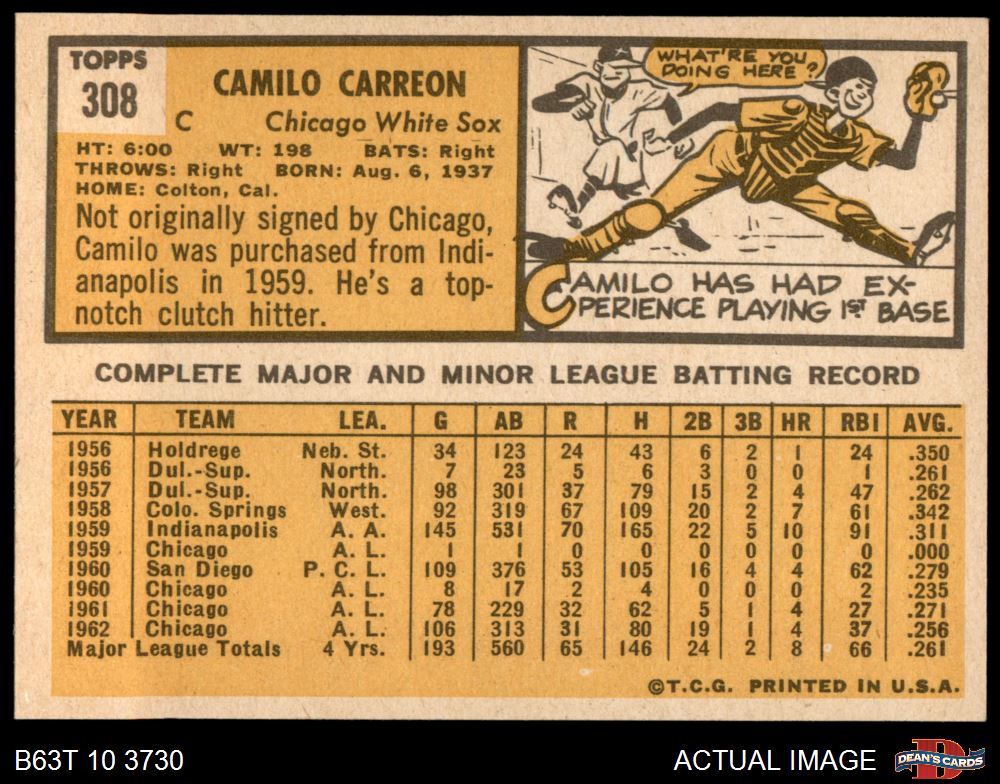 TOPPS
308
CAMILO CARREON
C Chicago White Sox
HT: 6:00 WT: 198 BATS: Right
THROWS: Right BORN: Aug. 6, 1937
HOME: Colton, Cal.
Not originally signed by Chicago,
Camilo was purchased from Indi-
anapolis in 1959. He's a top-
notch clutch hitter.
WHAT'RE YOU
DOING HERE?
CAMILO HAS HAD EX-
PERIENCE PLAYING 1ST BASE
COMPLETE MAJOR AND MINOR LEAGUE BATTING RECORD
YEAR TEAM LEA. G AB R H 2B 3B HR RBI AVG.
1956 Holdrege Neb. St. 34 123 24 43 6 2 1 24 .350
1956 Dul.-Sup. North. 7 23 5 6 3 0 0 1 .261
1957 Dul.-Sup. North. 98 301 37 79 15 2 4 47 .262
1958 Colo. Springs West. 92 319 67 109 20 2 7 61 .342
1959 Indianapolis A. A. 145 531 70 165 22 5 10 91 .311
1959 Chicago A. L. 1 1 0 0 0 0 0 0 .000
1960 San Diego P. C. L. 109 376 53 105 16 4 4 62 .279
1960 Chicago A. L. 8 17 2 4 0 0 0 2 .235
1961 Chicago A. L. 78 229 32 62 5 1 4 27 .271
1962 Chicago A. L. 106 313 31 80 19 1 4 37 .256
Major League Totals 4 Yrs. 193 560 65 146 24 2 8 66 .261
©T.C.G. PRINTED IN U.S.A.
B63T 10 3730 ACTUAL IMAGE
D
DEAN'S CARDS